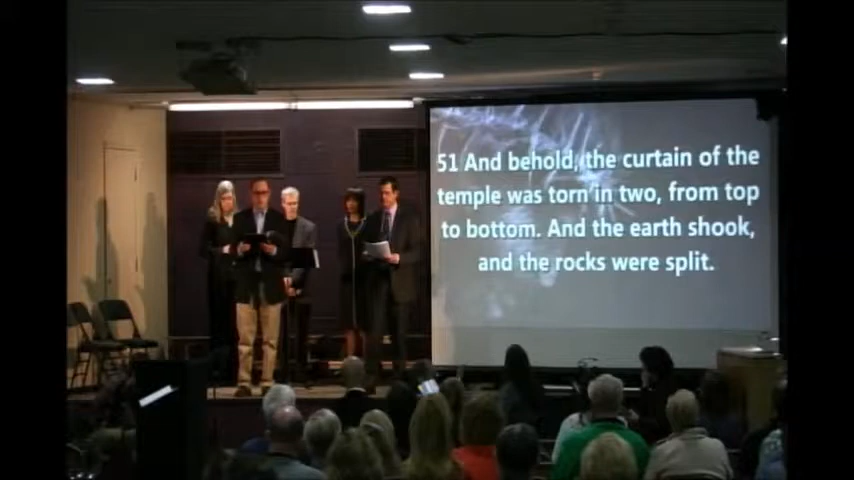 51 And behold, the curtain of the
temple was torn in two, from top
to bottom. And the earth shook,
and the rocks were split.